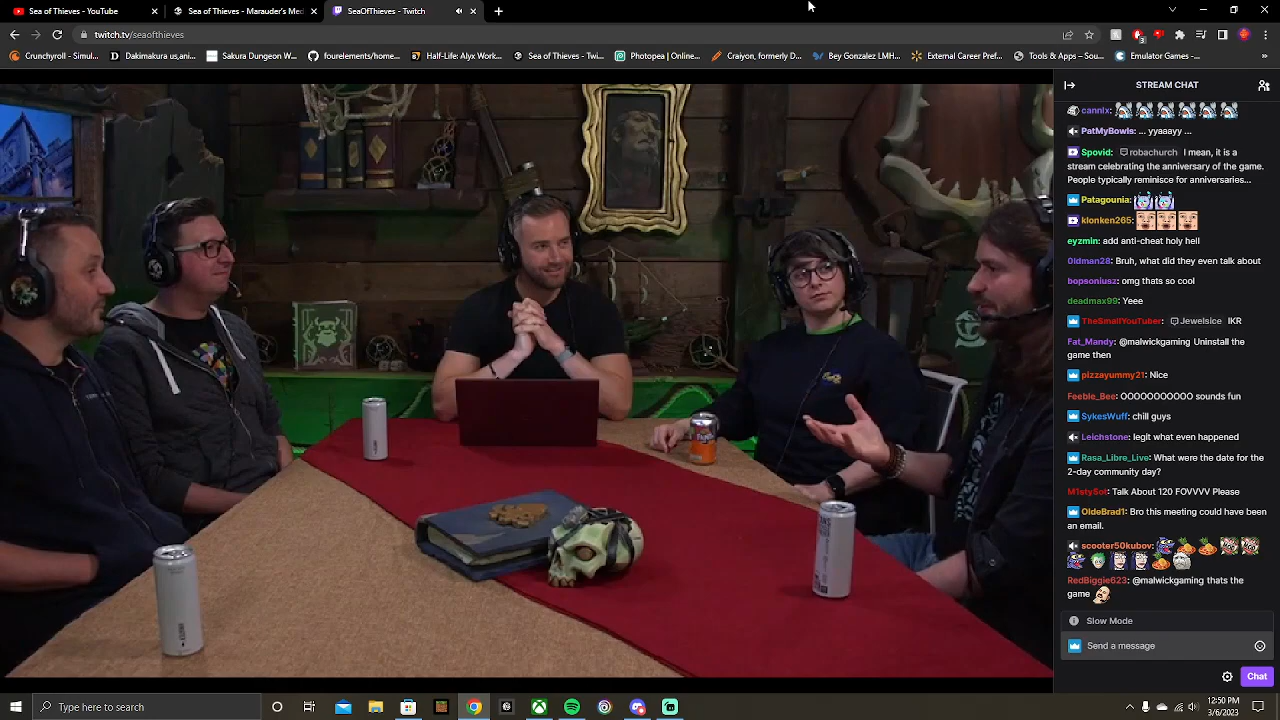 Sea of Thieves - YouTube
Sea of Thieves - Marauder's Med
SeaOfThieves - Twitch
twitch.tv/seaofthieves
Crunchyroll - Simul...
Dakimakura us,ani...
Sakura Dungeon W...
fourelements/home...
Half-Life: Alyx Work...
Sea of Thieves - Twi...
Photopea | Online...
Craiyon, formerly D...
Bey Gonzalez LMH...
External Career Pref...
Tools & Apps – Sou...
Emulator Games -...
STREAM CHAT
cannlx:
PatMyBowls: ... yyaaayy ...
Spovid: robachurch I mean, it is a
stream celebrating the anniversary of the game.
People typically reminisce for anniversaries...
Patagounia:
klonken265:
eyzmin: add anti-cheat holy hell
0ldman28: Bruh, what did they even talk about
bopsoniusz: omg thats so cool
deadmax99: Yeee
TheSmallYouTuber: Jewelsice IKR
Fat_Mandy: @malwickgaming Uninstall the
game then
pizzayummy21: Nice
Feeble_Bee: OOOOOOOOOO sounds fun
SykesWuff: chill guys
Leichstone: legit what even happened
Rasa_Libre_Live: What were the date for the
2-day community day?
M1stySot: Talk About 120 FOVVVV Please
OldeBrad1: Bro this meeting could have been
an email.
scooter50kubov:
RedBiggie623: @malwickgaming thats the
game
Slow Mode
Send a message
Chat
Type here to search
12:50 PM
3/6/2023